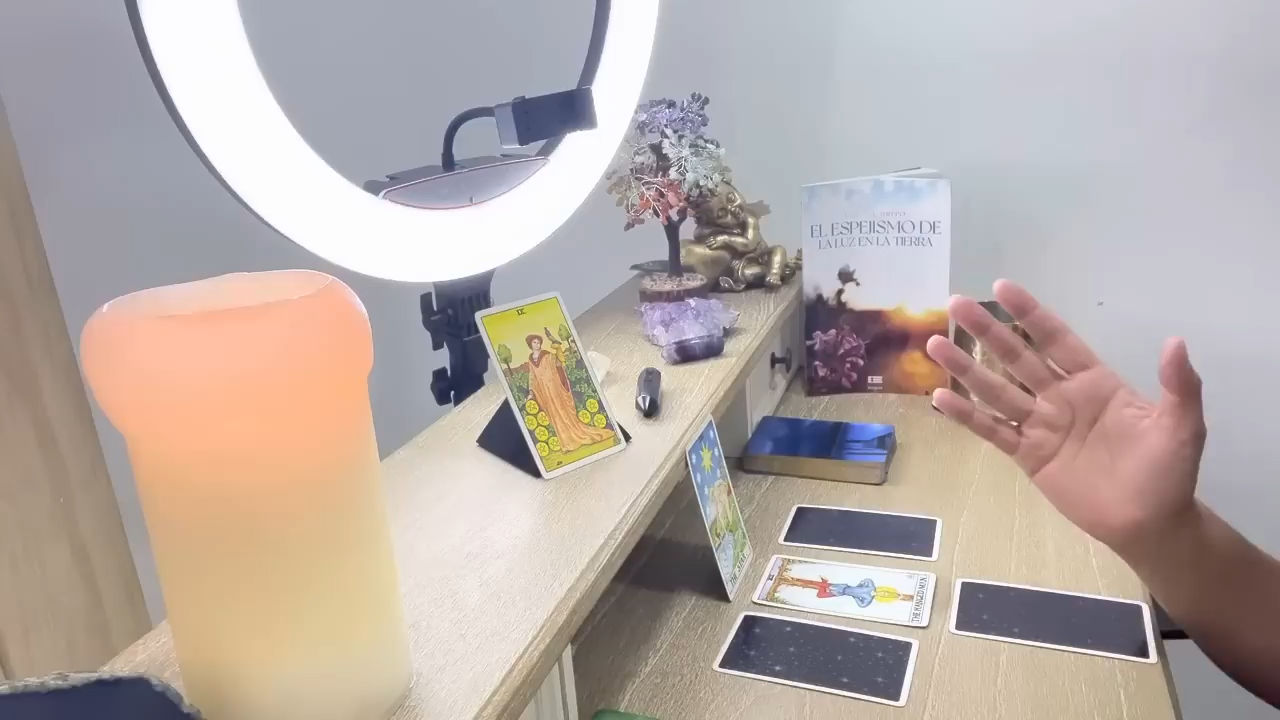 EL ESPEJISMO DE
LA LUZ EN LA TIERRA
IX
THE STAR
THE HANGED MAN